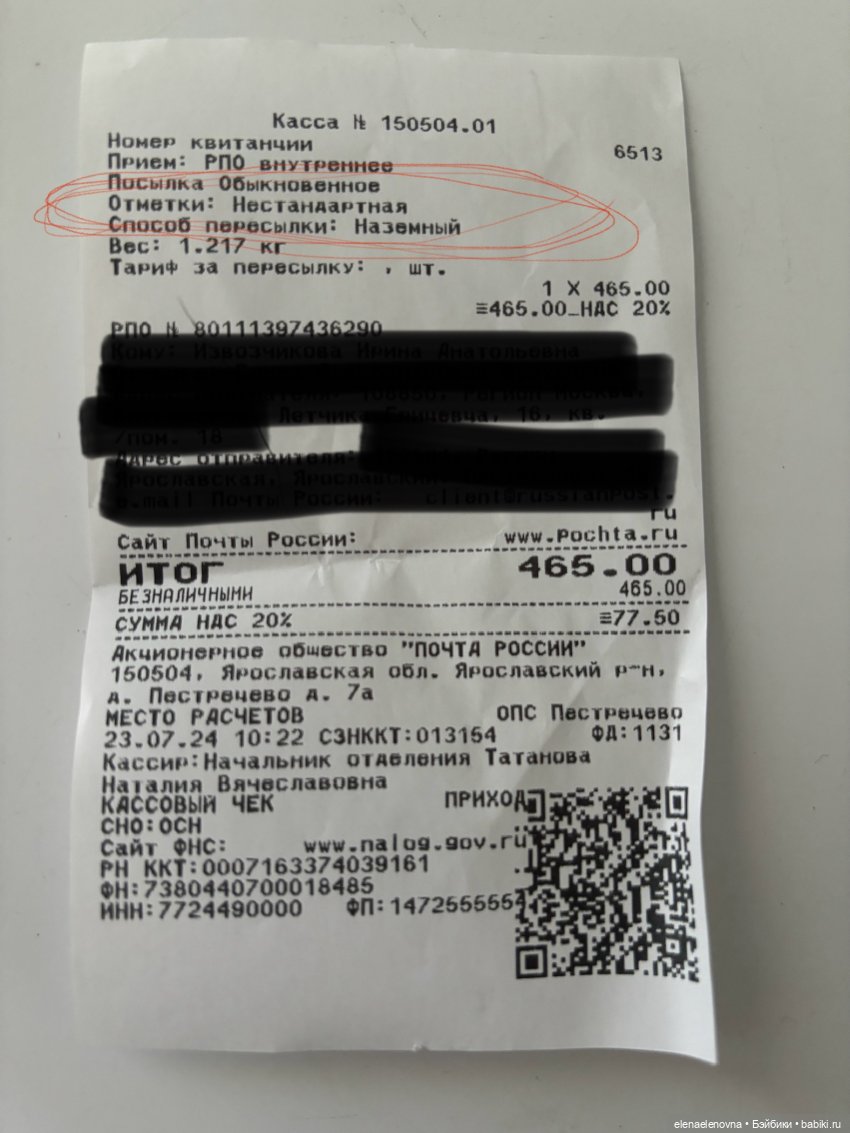 Касса № 150504.01
Номер квитанции
6513
Прием: РПО внутреннее
Посылка Обыкновенное
Отметки: Нестандартная
Способ пересылки: Наземный
Вес: 1.217 кг
Тариф за пересылку: , шт.
1 X 465.00
≡465.00_НДС 20%
РПО № 80111397436290
ru
Сайт Почты России: www.Pochta.ru
ИТОГ 465.00
БЕЗНАЛИЧНЫМИ 465.00
СУММА НДС 20% ≡77.50
Акционерное общество "ПОЧТА РОССИИ"
150504, Ярославская обл. Ярославский р-н,
д. Пестрецево д. 7а
МЕСТО РАСЧЕТОВ ОПС Пестрецево
23.07.24 10:22 СЗНККТ:013154 ФД:1131
Кассир:Начальник отделения Татанова
Наталия Вячеславовна
КАССОВЫЙ ЧЕК ПРИХОД
СНО:ОСН
Сайт ФНС: www.nalog.gov.ru
РН ККТ:0007163374039161
ФН:7380440700018485
ИНН:7724490000 ФП:1472555554
elenaelenovna • Бэйбики • babiki.ru